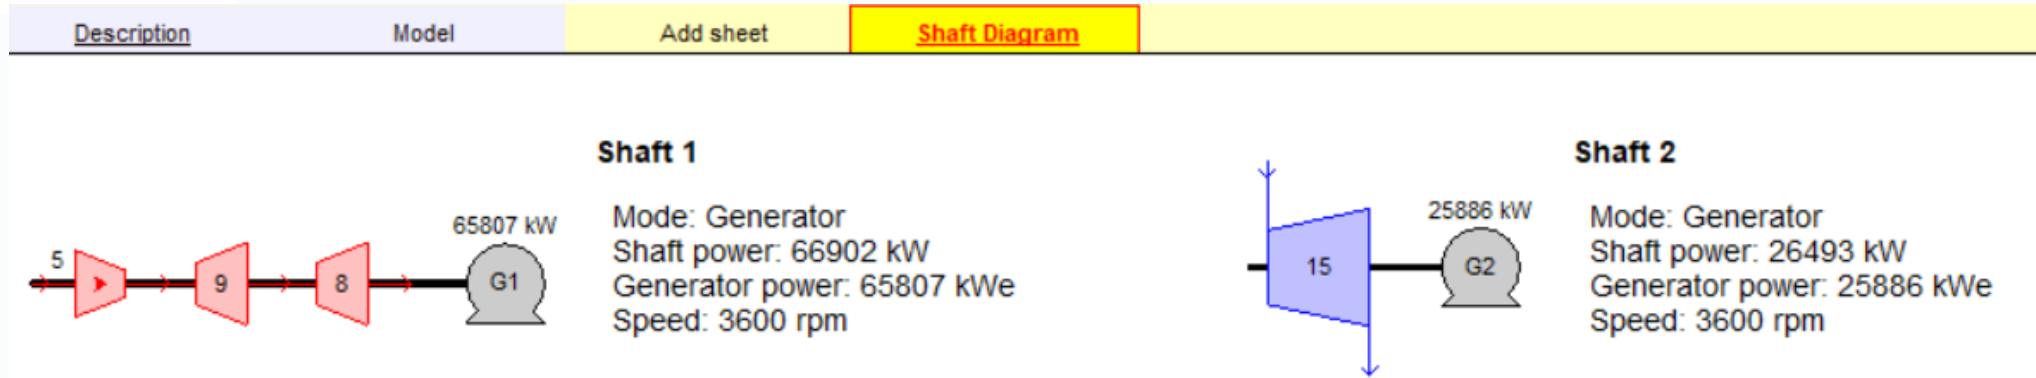 Description Model Add sheet Shaft Diagram
Shaft 1
Mode: Generator
Shaft power: 66902 kW
Generator power: 65807 kWe
Speed: 3600 rpm
65807 kW
5 9 8 G1
Shaft 2
Mode: Generator
Shaft power: 26493 kW
Generator power: 25886 kWe
Speed: 3600 rpm
25886 kW
15 G2